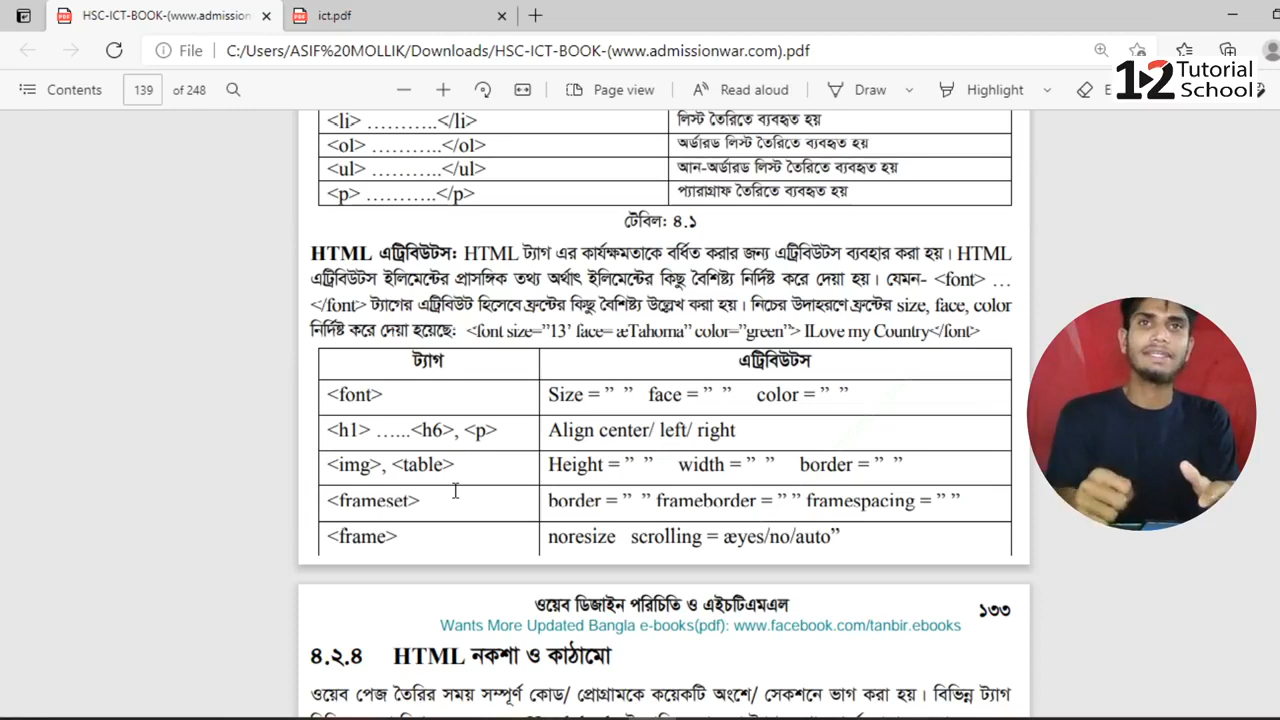 HSC-ICT-BOOK-(www.admission
ict.pdf
File C:/Users/ASIF%20MOLLIK/Downloads/HSC-ICT-BOOK-(www.admissionwar.com).pdf
12 Tutorial School
Contents 139 of 248 Page view Read aloud Draw Highlight
<li> ………..</li> লিস্ট তৈরিতে ব্যবহৃত হয়
<ol> ………..</ol> অর্ডারড লিস্ট তৈরিতে ব্যবহৃত হয়
<ul> ………..</ul> আন-অর্ডারড লিস্ট তৈরিতে ব্যবহৃত হয়
<p> ………..</p> প্যারাগ্রাফ তৈরিতে ব্যবহৃত হয়
টেবিল: ৪.১
HTML এট্রিবিউটস: HTML ট্যাগ এর কার্যক্ষমতাকে বর্ধিত করার জন্য এট্রিবিউটস ব্যবহার করা হয়। HTML
এট্রিবিউটস ইলিমেন্টের প্রাসঙ্গিক তথ্য অর্থাৎ ইলিমেন্টের কিছু বৈশিষ্ট্য নির্দিষ্ট করে দেয়া হয়। যেমন- <font> …
</font> ট্যাগের এট্রিবিউট হিসেবে ফ্রন্টের কিছু বৈশিষ্ট্য উল্লেখ করা হয়। নিচের উদাহরণে ফ্রন্টের size, face, color
নির্দিষ্ট করে দেয়া হয়েছে: <font size=”13’ face= æTahoma” color=”green”> ILove my Country</font>
ট্যাগ এট্রিবিউটস
<font> Size = ” ” face = ” ” color = ” ”
<h1> …...<h6>, <p> Align center/ left/ right
<img>, <table> Height = ” ” width = ” ” border = ” ”
<frameset> border = ” ” frameborder = ” ” framespacing = ” ”
<frame> noresize scrolling = æyes/no/auto”
ওয়েব ডিজাইন পরিচিতি ও এইচটিএমএল ১৩৩
Wants More Updated Bangla e-books(pdf): www.facebook.com/tanbir.ebooks
৪.২.৪ HTML নকশা ও কাঠামো
ওয়েব পেজ তৈরির সময় সম্পূর্ণ কোড/ প্রোগ্রামকে কয়েকটি অংশে/ সেকশনে ভাগ করা হয়। বিভিন্ন ট্যাগ